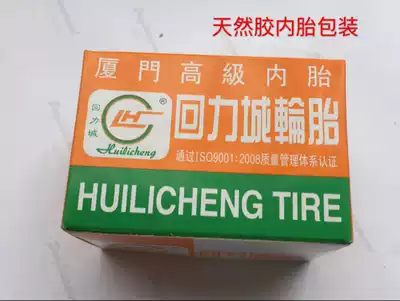 天然胶内胎包装
厦門高級内胎
回力城
LHC
®
Huilicheng
回力城輪胎
通过ISO9001:2008质量管理体系认证
HUILICHENG TIRE